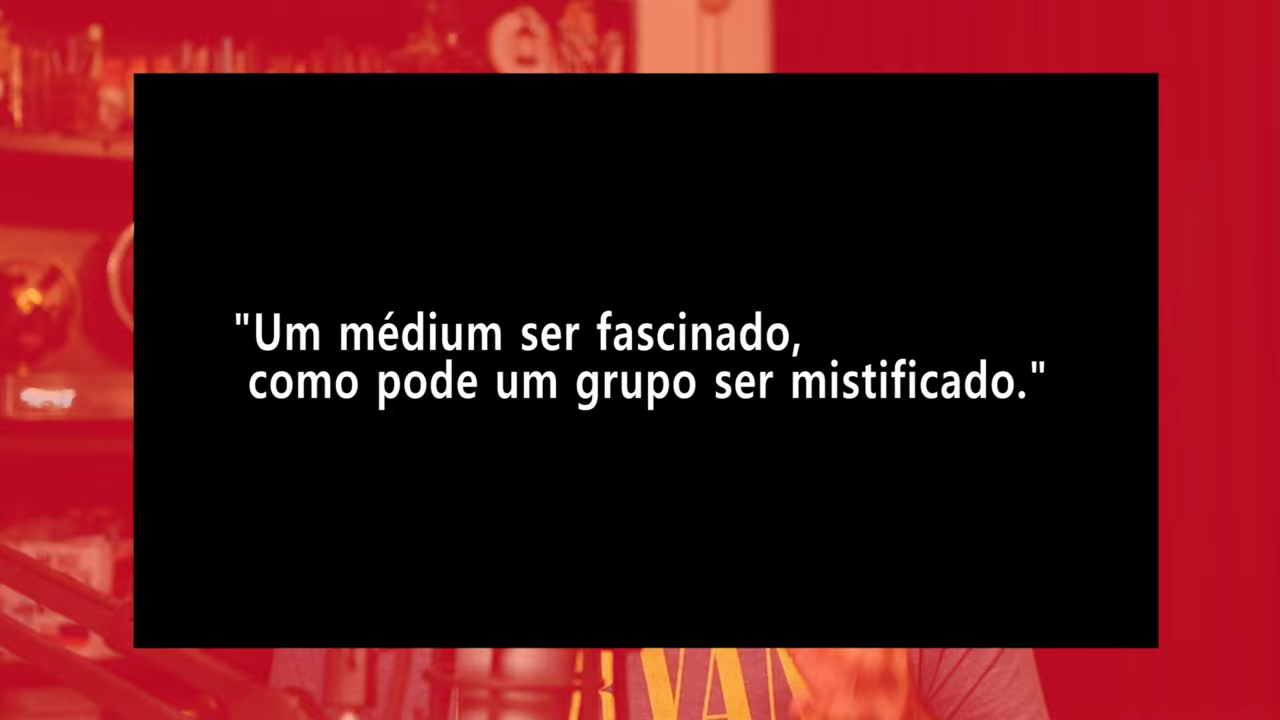 "Um médium ser fascinado,
como pode um grupo ser mistificado."